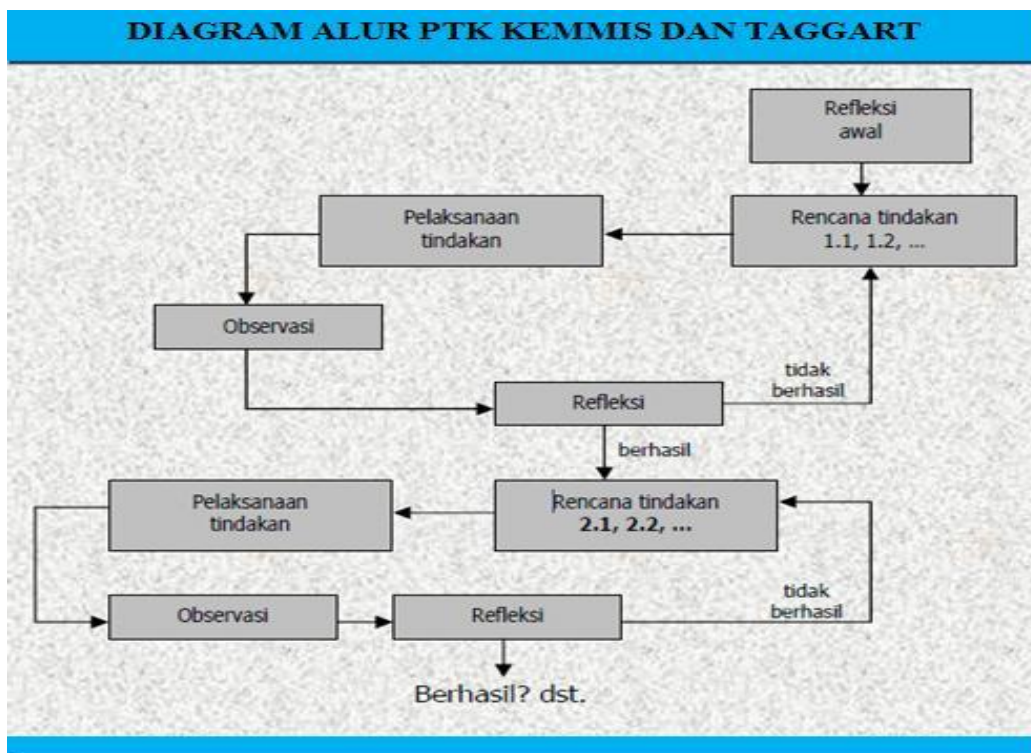 DIAGRAM ALUR PTK KEMMIS DAN TAGGART
Refleksi
awal
Rencana tindakan
1.1, 1.2, ...
Pelaksanaan
tindakan
Observasi
Refleksi
tidak
berhasil
berhasil
Rencana tindakan
2.1, 2.2, ...
Pelaksanaan
tindakan
Observasi
Refleksi
tidak
berhasil
Berhasil? dst.